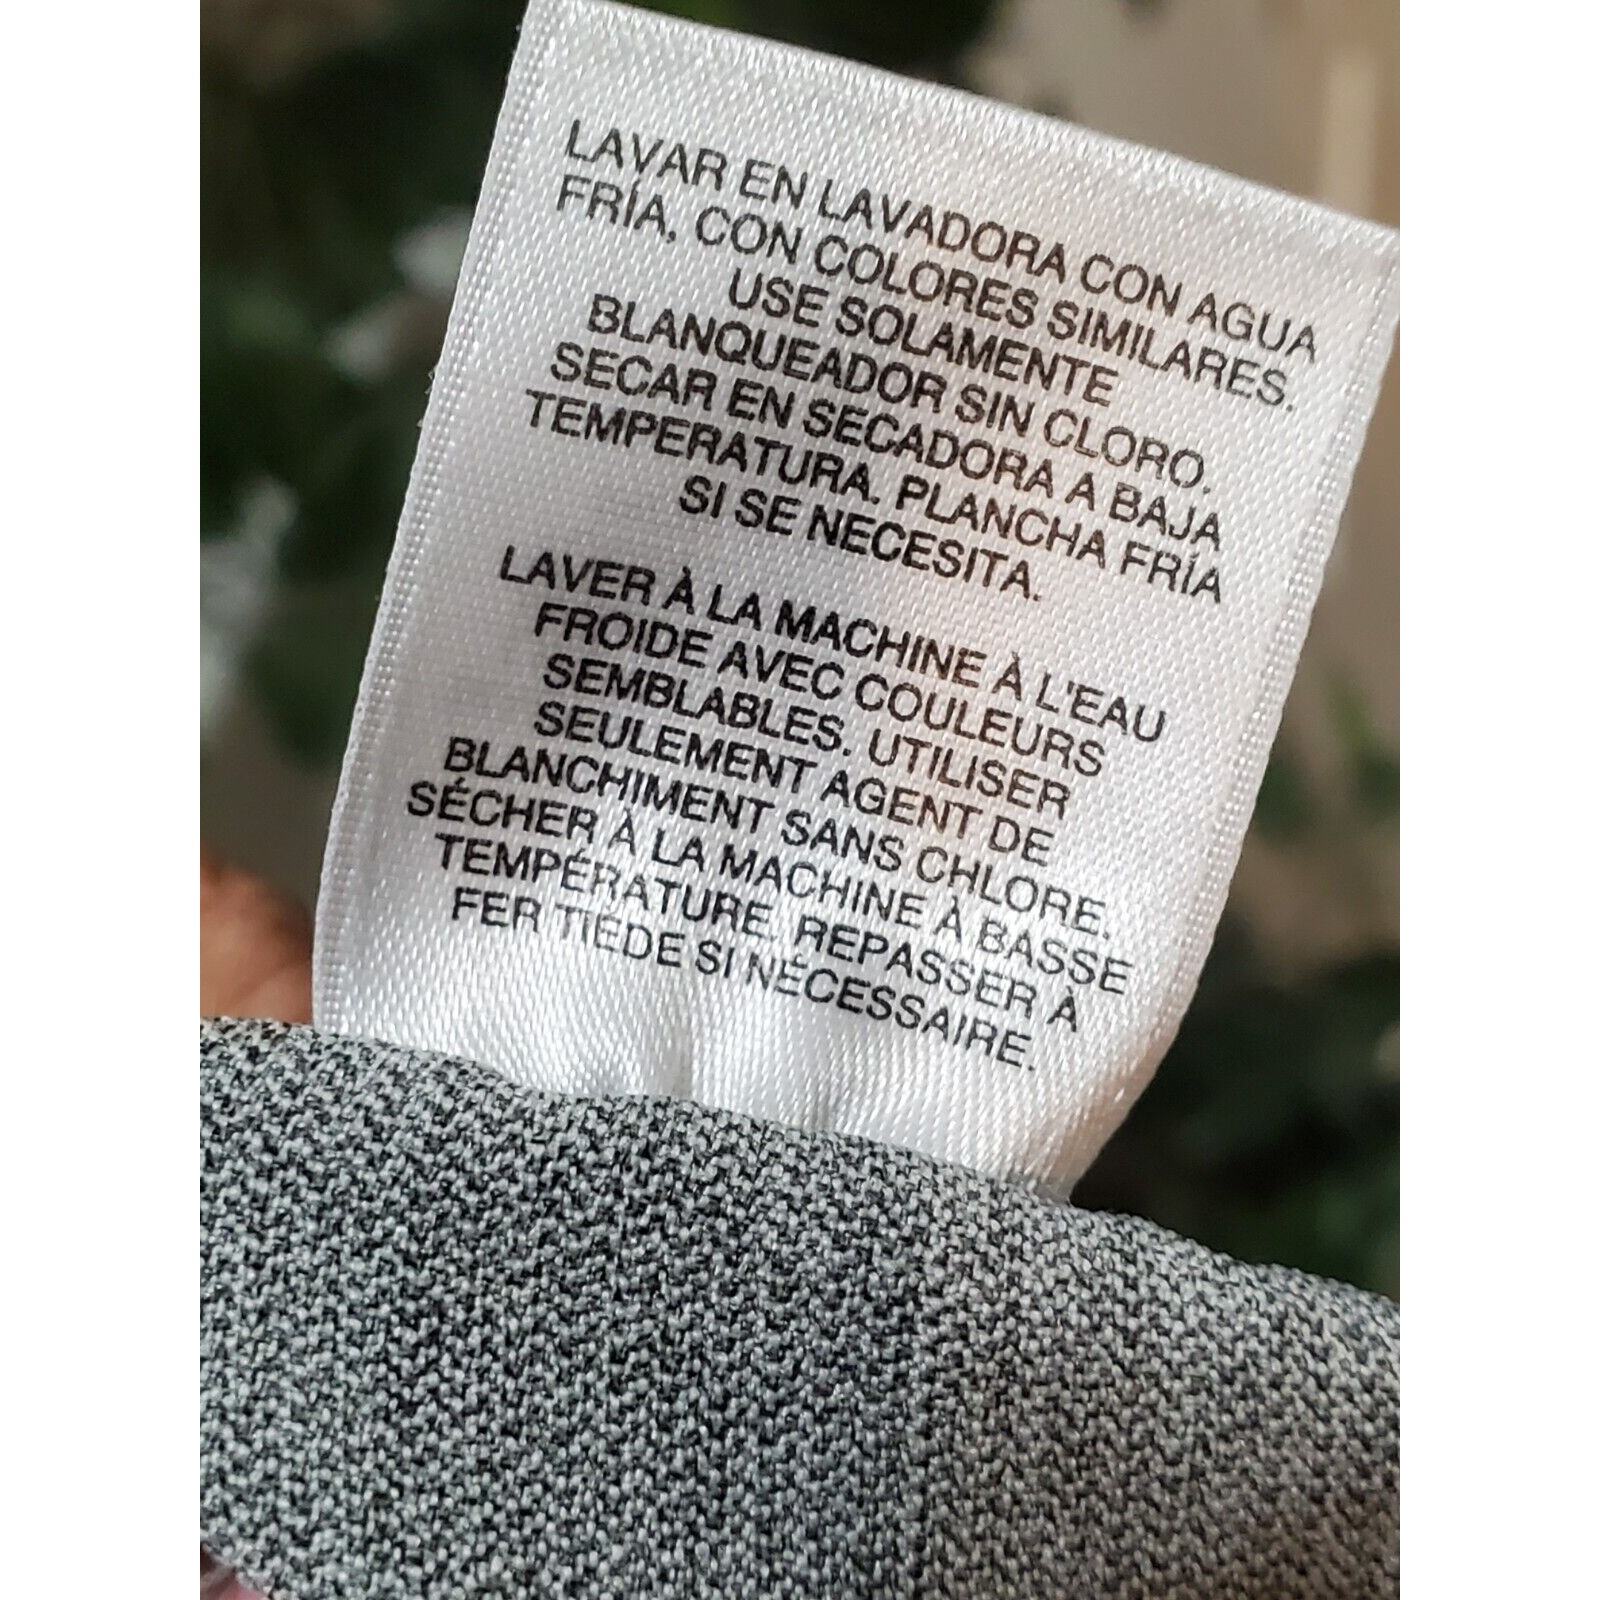 LAVAR EN LAVADORA CON AGUA
FRÍA, CON COLORES SIMILARES.
USE SOLAMENTE
BLANQUEADOR SIN CLORO.
SECAR EN SECADORA A BAJA
TEMPERATURA. PLANCHA FRÍA
SI SE NECESITA.
LAVER À LA MACHINE À L'EAU
FROIDE AVEC COULEURS
SEMBLABLES. UTILISER
SEULEMENT AGENT DE
BLANCHIMENT SANS CHLORE.
SÉCHER À LA MACHINE À BASSE
TEMPÉRATURE. REPASSER À
FER TIÉDE SI NÉCESSAIRE.